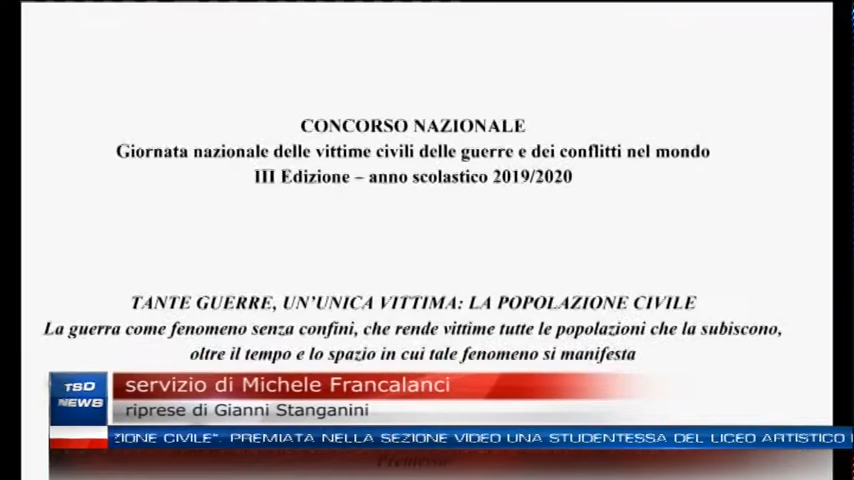 CONCORSO NAZIONALE
Giornata nazionale delle vittime civili delle guerre e dei conflitti nel mondo
III Edizione – anno scolastico 2019/2020
TANTE GUERRE, UN'UNICA VITTIMA: LA POPOLAZIONE CIVILE
La guerra come fenomeno senza confini, che rende vittime tutte le popolazioni che la subiscono,
oltre il tempo e lo spazio in cui tale fenomeno si manifesta
TSD
NEWS
servizio di Michele Francalanci
riprese di Gianni Stanganini
ZIONE CIVILE". PREMIATA NELLA SEZIONE VIDEO UNA STUDENTESSA DEL LICEO ARTISTICO
Premessa